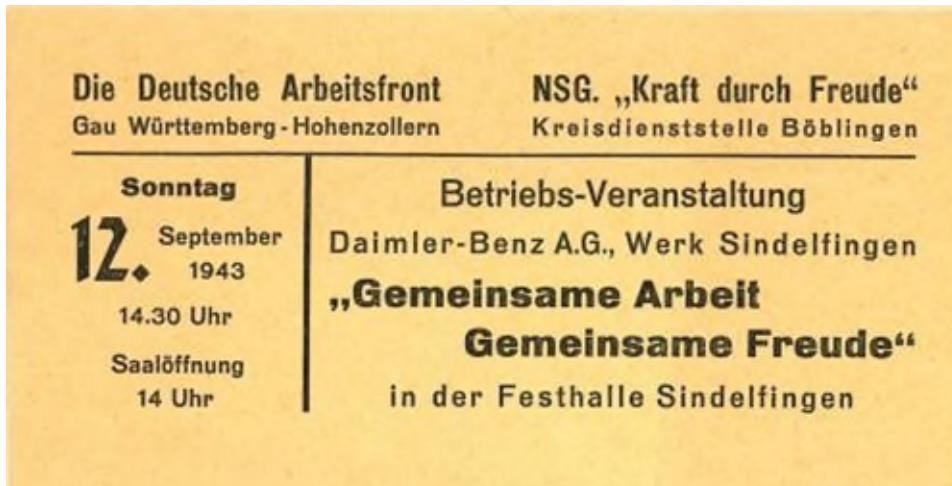 Die Deutsche Arbeitsfront
Gau Württemberg-Hohenzollern
NSG. „Kraft durch Freude“
Kreisdienststelle Böblingen
Sonntag
12. September
1943
14.30 Uhr
Saalöffnung
14 Uhr
Betriebs-Veranstaltung
Daimler-Benz A.G., Werk Sindelfingen
„Gemeinsame Arbeit
Gemeinsame Freude“
in der Festhalle Sindelfingen